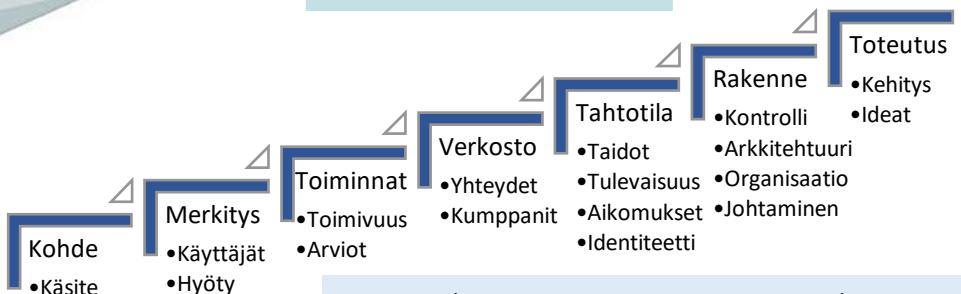 Kohde
•Käsite
Merkitys
•Käyttäjät
•Hyöty
Toiminnat
•Toimivuus
•Arviot
Verkosto
•Yhteydet
•Kumppanit
Tahtotila
•Taidot
•Tulevaisuus
•Aikomukset
•Identiteetti
Rakenne
•Kontrolli
•Arkkitehtuuri
•Organisaatio
•Johtaminen
Toteutus
•Kehitys
•Ideat